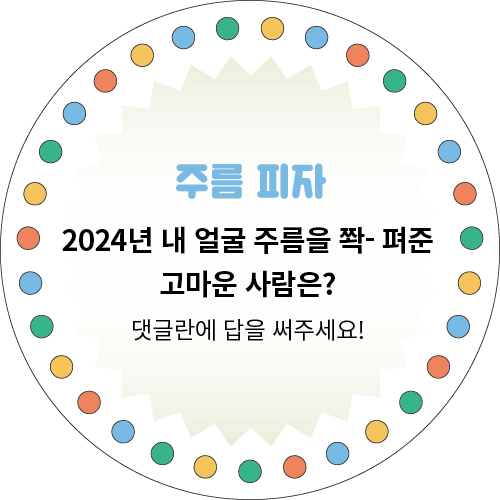 주름 피자
2024년 내 얼굴 주름을 쫙- 펴준
고마운 사람은?
댓글란에 답을 써주세요!